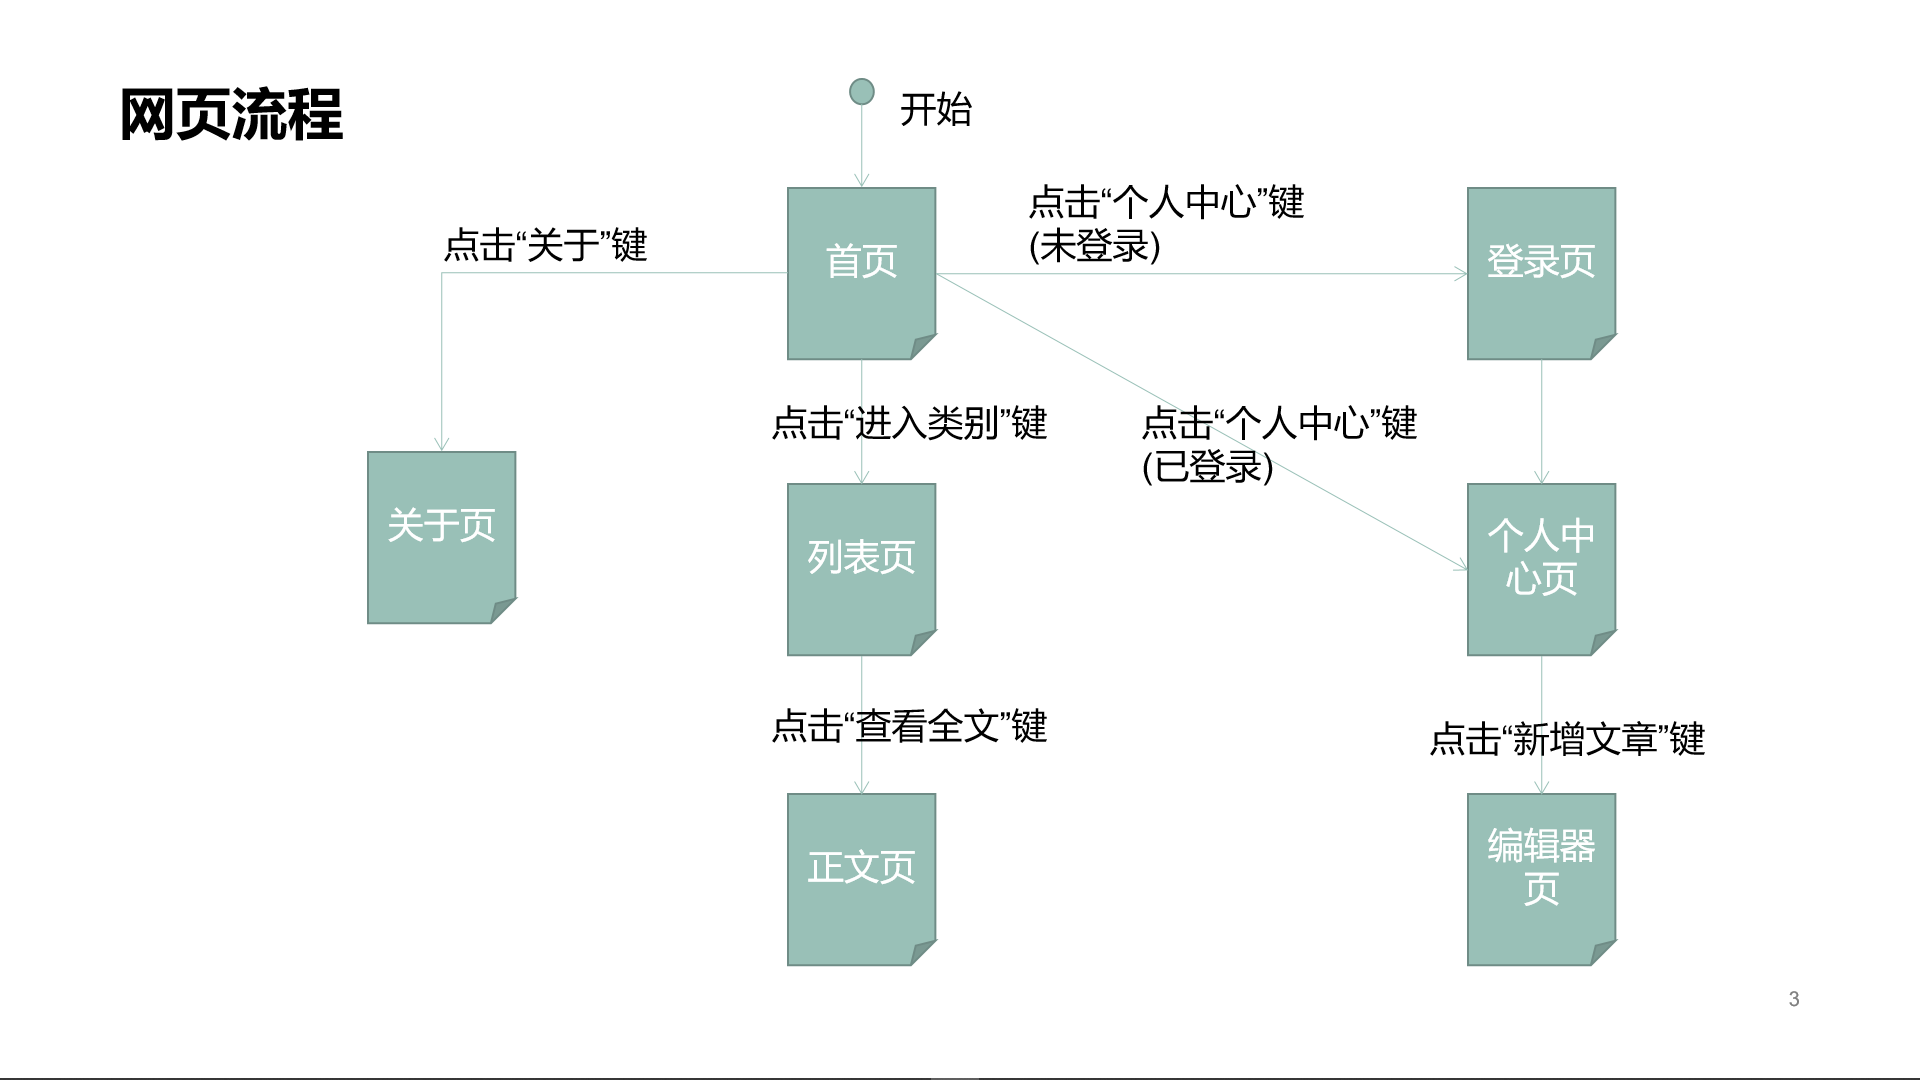 网页流程
开始
点击“关于”键
首页
点击“个人中心”键
(未登录)
登录页
点击“进入类别”键
点击“个人中心”键
(已登录)
关于页
列表页
个人中
心页
点击“查看全文”键
点击“新增文章”键
正文页
编辑器
页
3